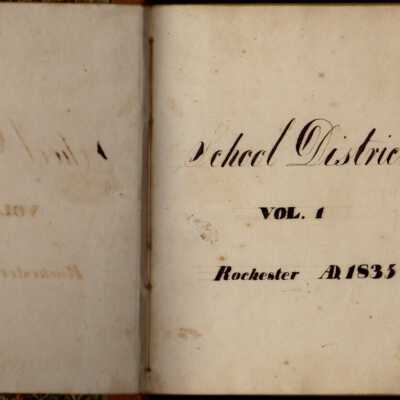 School Distric
VOL. 1
Rochester AD, 1835